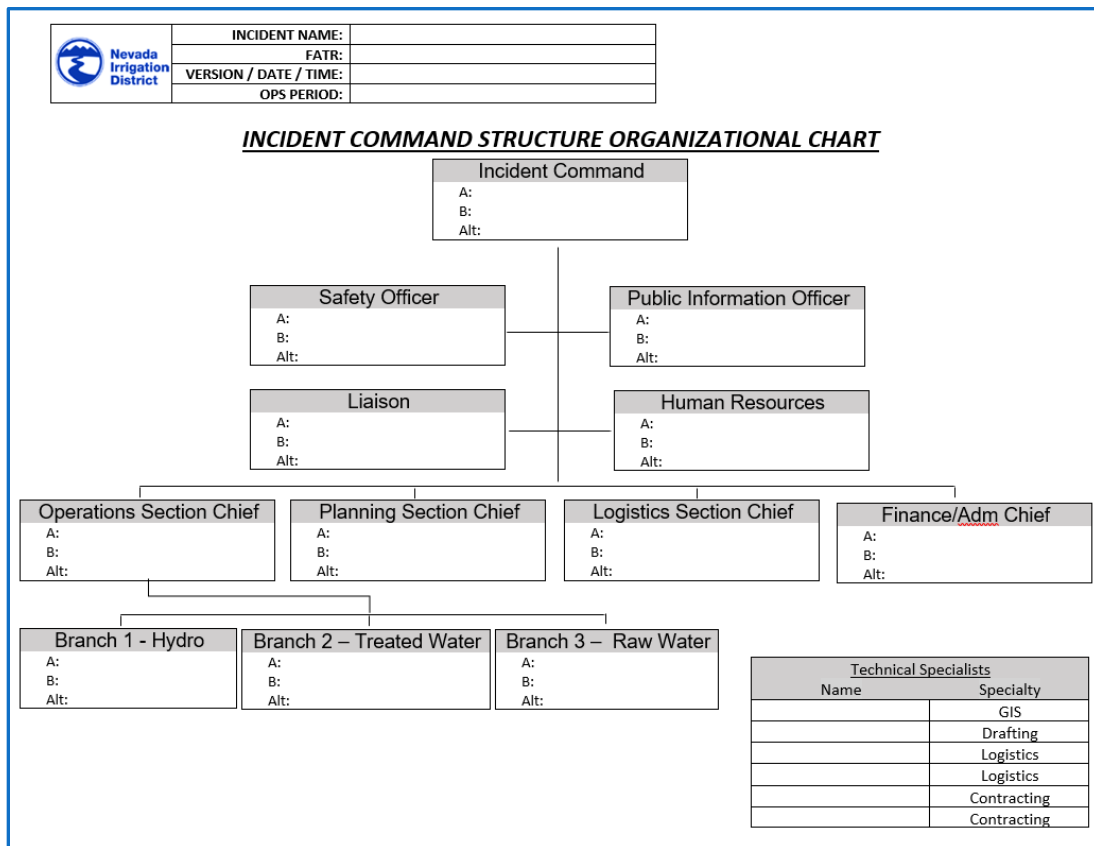 Nevada
Irrigation
District
INCIDENT NAME:
FATR:
VERSION / DATE / TIME:
OPS PERIOD:
INCIDENT COMMAND STRUCTURE ORGANIZATIONAL CHART
Incident Command
A:
B:
Alt:
Safety Officer
A:
B:
Alt:
Public Information Officer
A:
B:
Alt:
Liaison
A:
B:
Alt:
Human Resources
A:
B:
Alt:
Operations Section Chief
A:
B:
Alt:
Planning Section Chief
A:
B:
Alt:
Logistics Section Chief
A:
B:
Alt:
Finance/Adm Chief
A:
B:
Alt:
Branch 1 - Hydro
A:
B:
Alt:
Branch 2 – Treated Water
A:
B:
Alt:
Branch 3 – Raw Water
A:
B:
Alt:
Technical Specialists
Name Specialty
GIS
Drafting
Logistics
Logistics
Contracting
Contracting